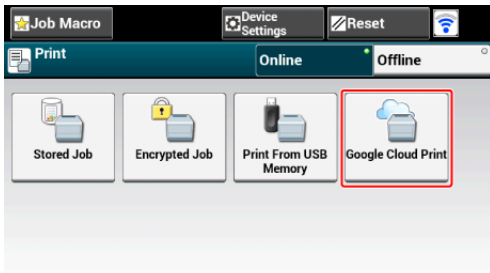 Job Macro
Device
Settings
Reset
Print
Online
Offline
Stored Job
Encrypted Job
Print From USB
Memory
Google Cloud Print